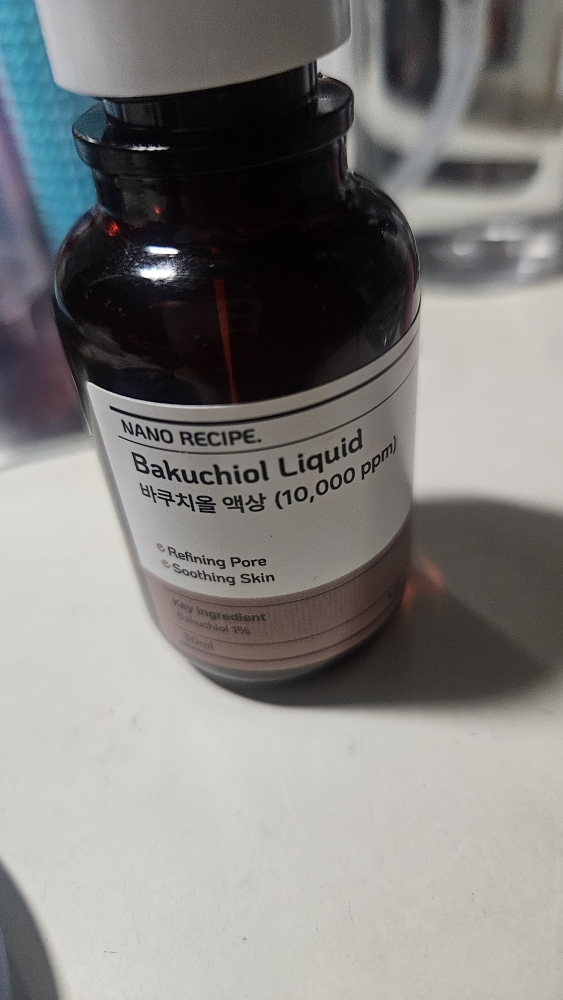 NANO RECIPE.
Bakuchiol Liquid
바쿠치올 액상 (10,000 ppm)
Refining Pore
Soothing Skin
Key ingredient
Bakuchiol 1%
30ml